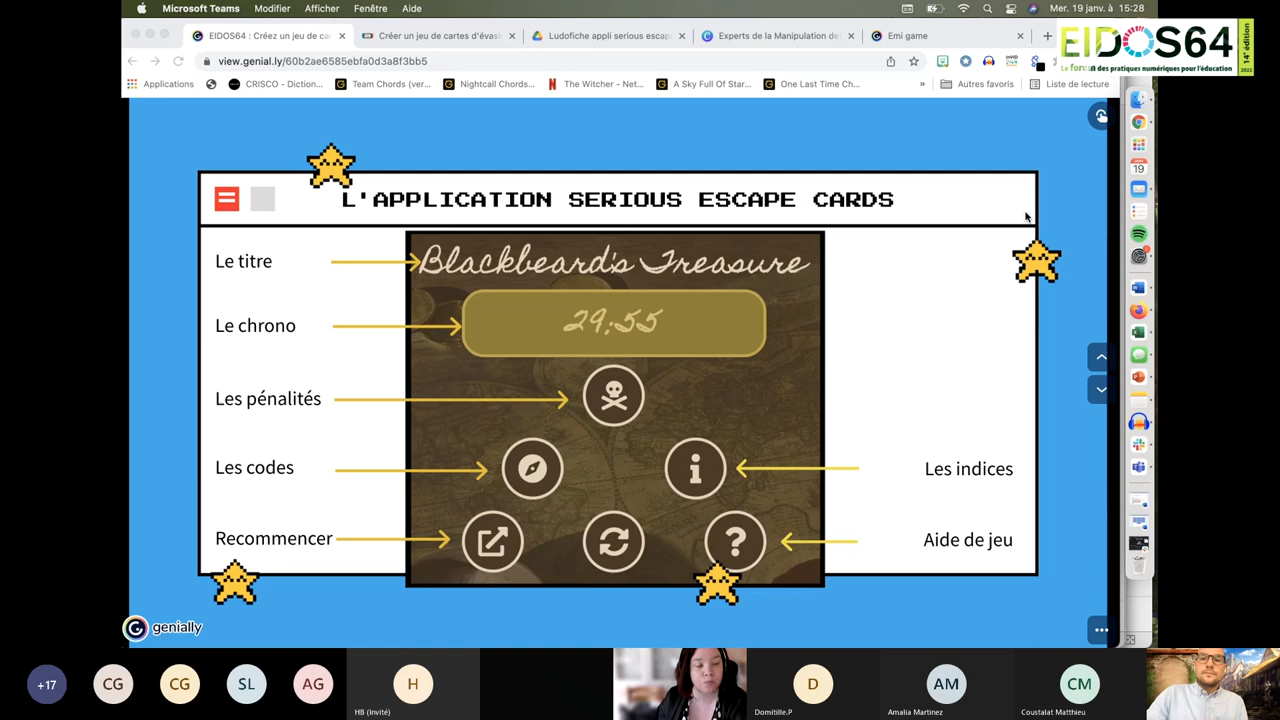 Microsoft Teams Modifier Afficher Fenêtre Aide Mer. 19 janv. à 15:28
EIDOS64 : Créez un jeu de ca Créer un jeu de cartes d'évasi Ludofiche appli serious escap Experts de la Manipulation de Emi game
view.genial.ly/60b2ae6585ebfa0d3a8f3bb5
EIDOS64
Le forum des pratiques numériques pour l'éducation
14e édition
2022
Applications CRISCO - Diction... Team Chords (ver... Nightcall Chords... The Witcher - Net... A Sky Full Of Star... One Last Time Ch... » Autres favoris Liste de lecture
19
L'APPLICATION SERIOUS ESCAPE CARDS
Le titre
Blackbeard's Treasure
Le chrono
29:55
Les pénalités
Les codes
Les indices
Recommencer
?
Aide de jeu
genially
+17 CG CG SL AG H D AM CM
HB (Invité) Domitille.P Amalia Martinez Coustalat Matthieu